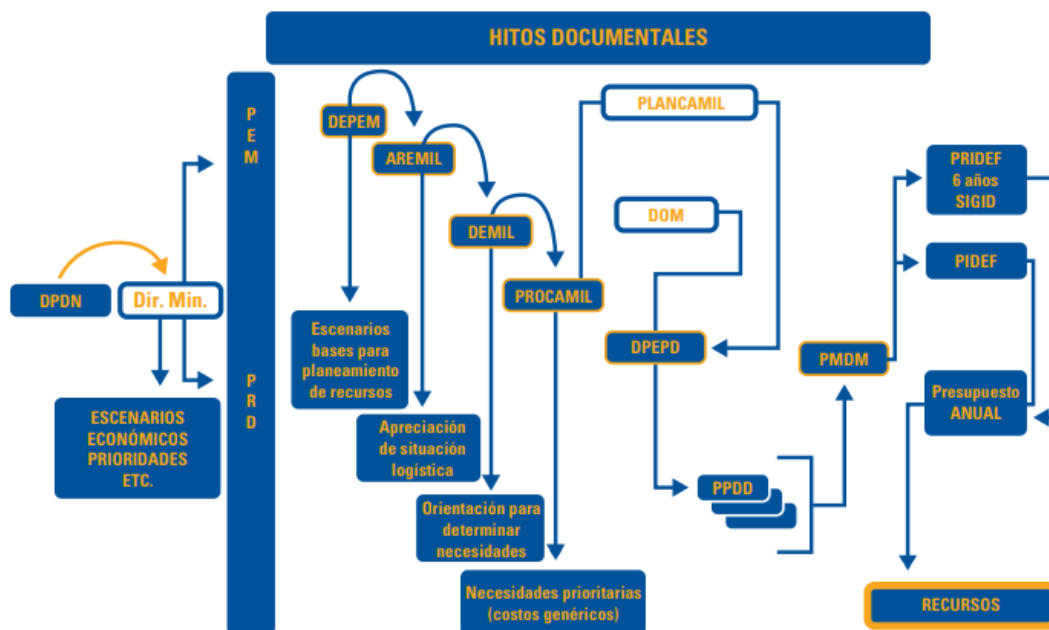 HITOS DOCUMENTALES
P
E
M
P
R
D
DPDN
Dir. Min.
ESCENARIOS
ECONÓMICOS
PRIORIDADES
ETC.
DEPEM
AREMIL
DEMIL
PROCAMIL
Escenarios
bases para
planeamiento
de recursos
Apreciación
de situación
logística
Orientación para
determinar
necesidades
Necesidades prioritarias
(costos genéricos)
PLANCAMIL
DOM
DPEPD
PPDD
PMDM
PRIDEF
6 años
SIGID
PIDEF
Presupuesto
ANUAL
RECURSOS